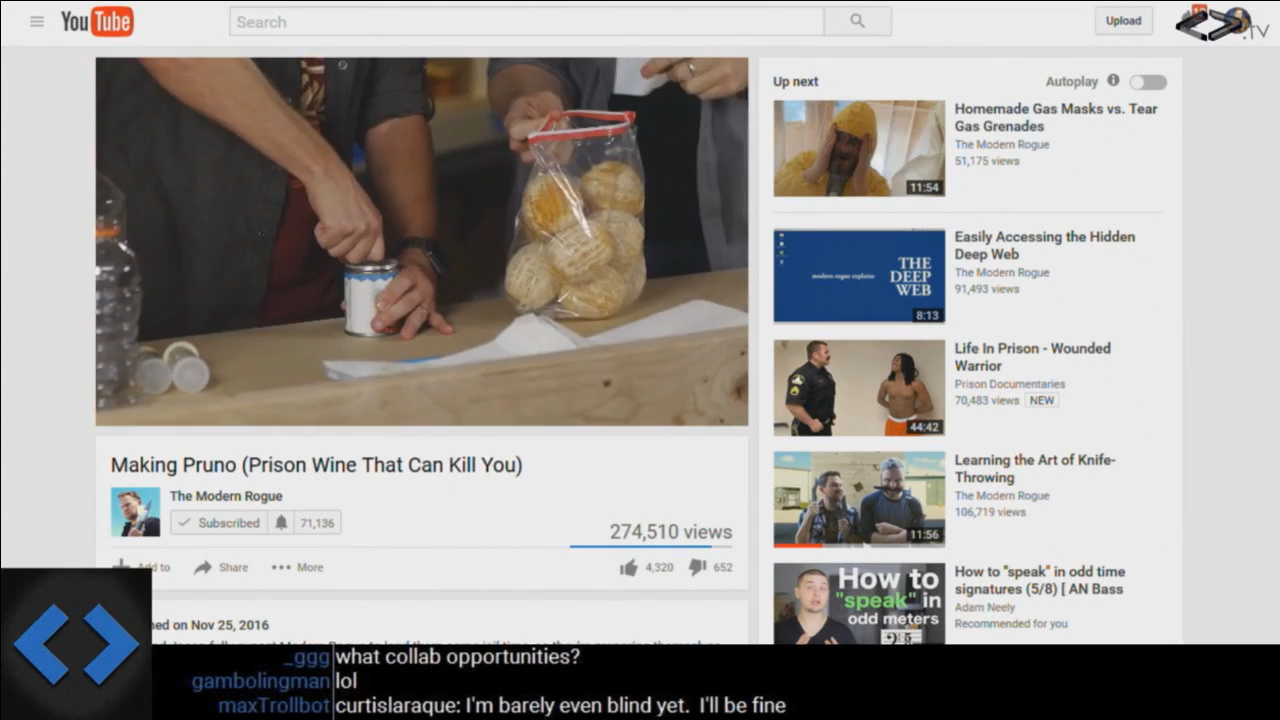 YouTube
Search
Upload
.TV
Up next
Autoplay
Homemade Gas Masks vs. Tear
Gas Grenades
The Modern Rogue
51,175 views
11:54
Easily Accessing the Hidden
Deep Web
The Modern Rogue
91,493 views
modern rogue explains
THE
DEEP
WEB
8:13
Life In Prison - Wounded
Warrior
Prison Documentaries
70,483 views NEW
44:42
Learning the Art of Knife-
Throwing
The Modern Rogue
106,719 views
11:56
How to "speak" in odd time
signatures (5/8) [ AN Bass
Adam Neely
Recommended for you
How to
"speak" in
odd meters
Making Pruno (Prison Wine That Can Kill You)
The Modern Rogue
Subscribed 71,136
274,510 views
Add to Share More 4,320 652
on Nov 25, 2016
_ggg what collab opportunities?
gambolingman lol
maxTrollbot curtislaraque: I'm barely even blind yet. I'll be fine